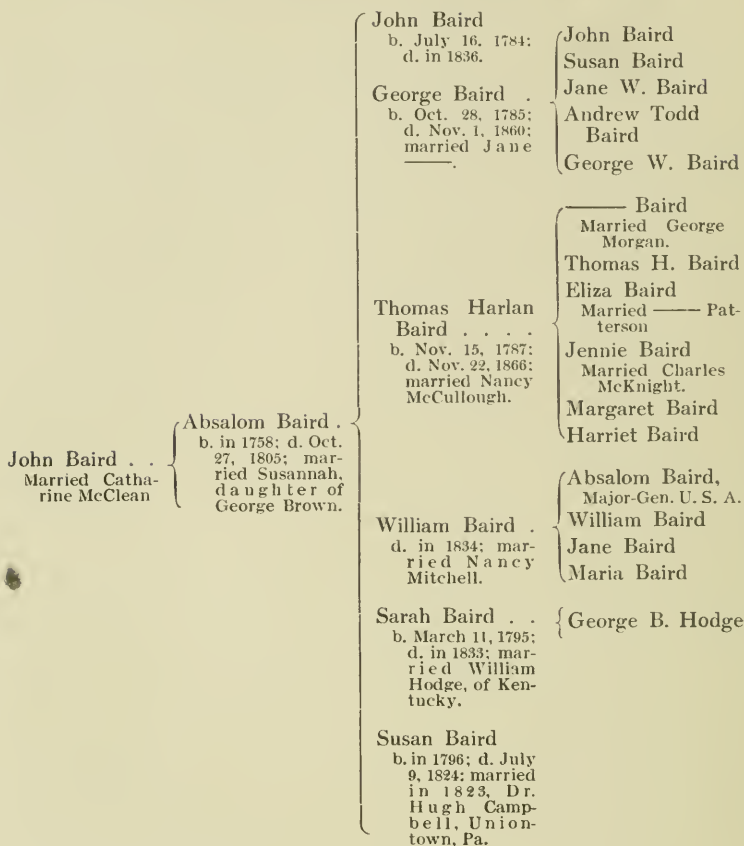 John Baird . .
Married Catha-
rine McClean
Absalom Baird .
b. in 1758; d. Oct.
27, 1805; mar-
ried Susannah,
daughter of
George Brown.
John Baird
b. July 16, 1784;
d. in 1836.
George Baird .
b. Oct. 28, 1785;
d. Nov. 1, 1860;
married Jane
———.
John Baird
Susan Baird
Jane W. Baird
Andrew Todd
Baird
George W. Baird
Thomas Harlan
Baird . . . .
b. Nov. 15, 1787;
d. Nov. 22, 1866;
married Nancy
McCullough.
——— Baird
Married George
Morgan.
Thomas H. Baird
Eliza Baird
Married ——— Pat-
terson
Jennie Baird
Married Charles
McKnight.
Margaret Baird
Harriet Baird
William Baird .
d. in 1834; mar-
ried Nancy
Mitchell.
Absalom Baird,
Major-Gen. U. S. A.
William Baird
Jane Baird
Maria Baird
Sarah Baird . .
b. March 11, 1795;
d. in 1833; mar-
ried William
Hodge, of Ken-
tucky.
George B. Hodge
Susan Baird
b. in 1796; d. July
9, 1824; married
in 1823, Dr.
Hugh Camp-
bell, Union-
town, Pa.